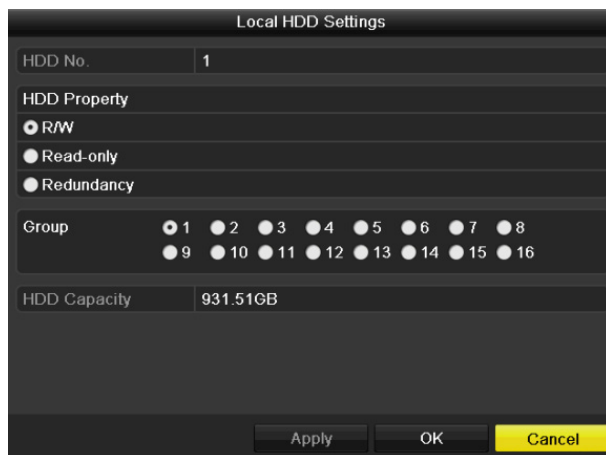 Local HDD Settings
HDD No. 1
HDD Property
R/W
Read-only
Redundancy
Group 1 2 3 4 5 6 7 8
9 10 11 12 13 14 15 16
HDD Capacity 931.51GB
Apply OK Cancel